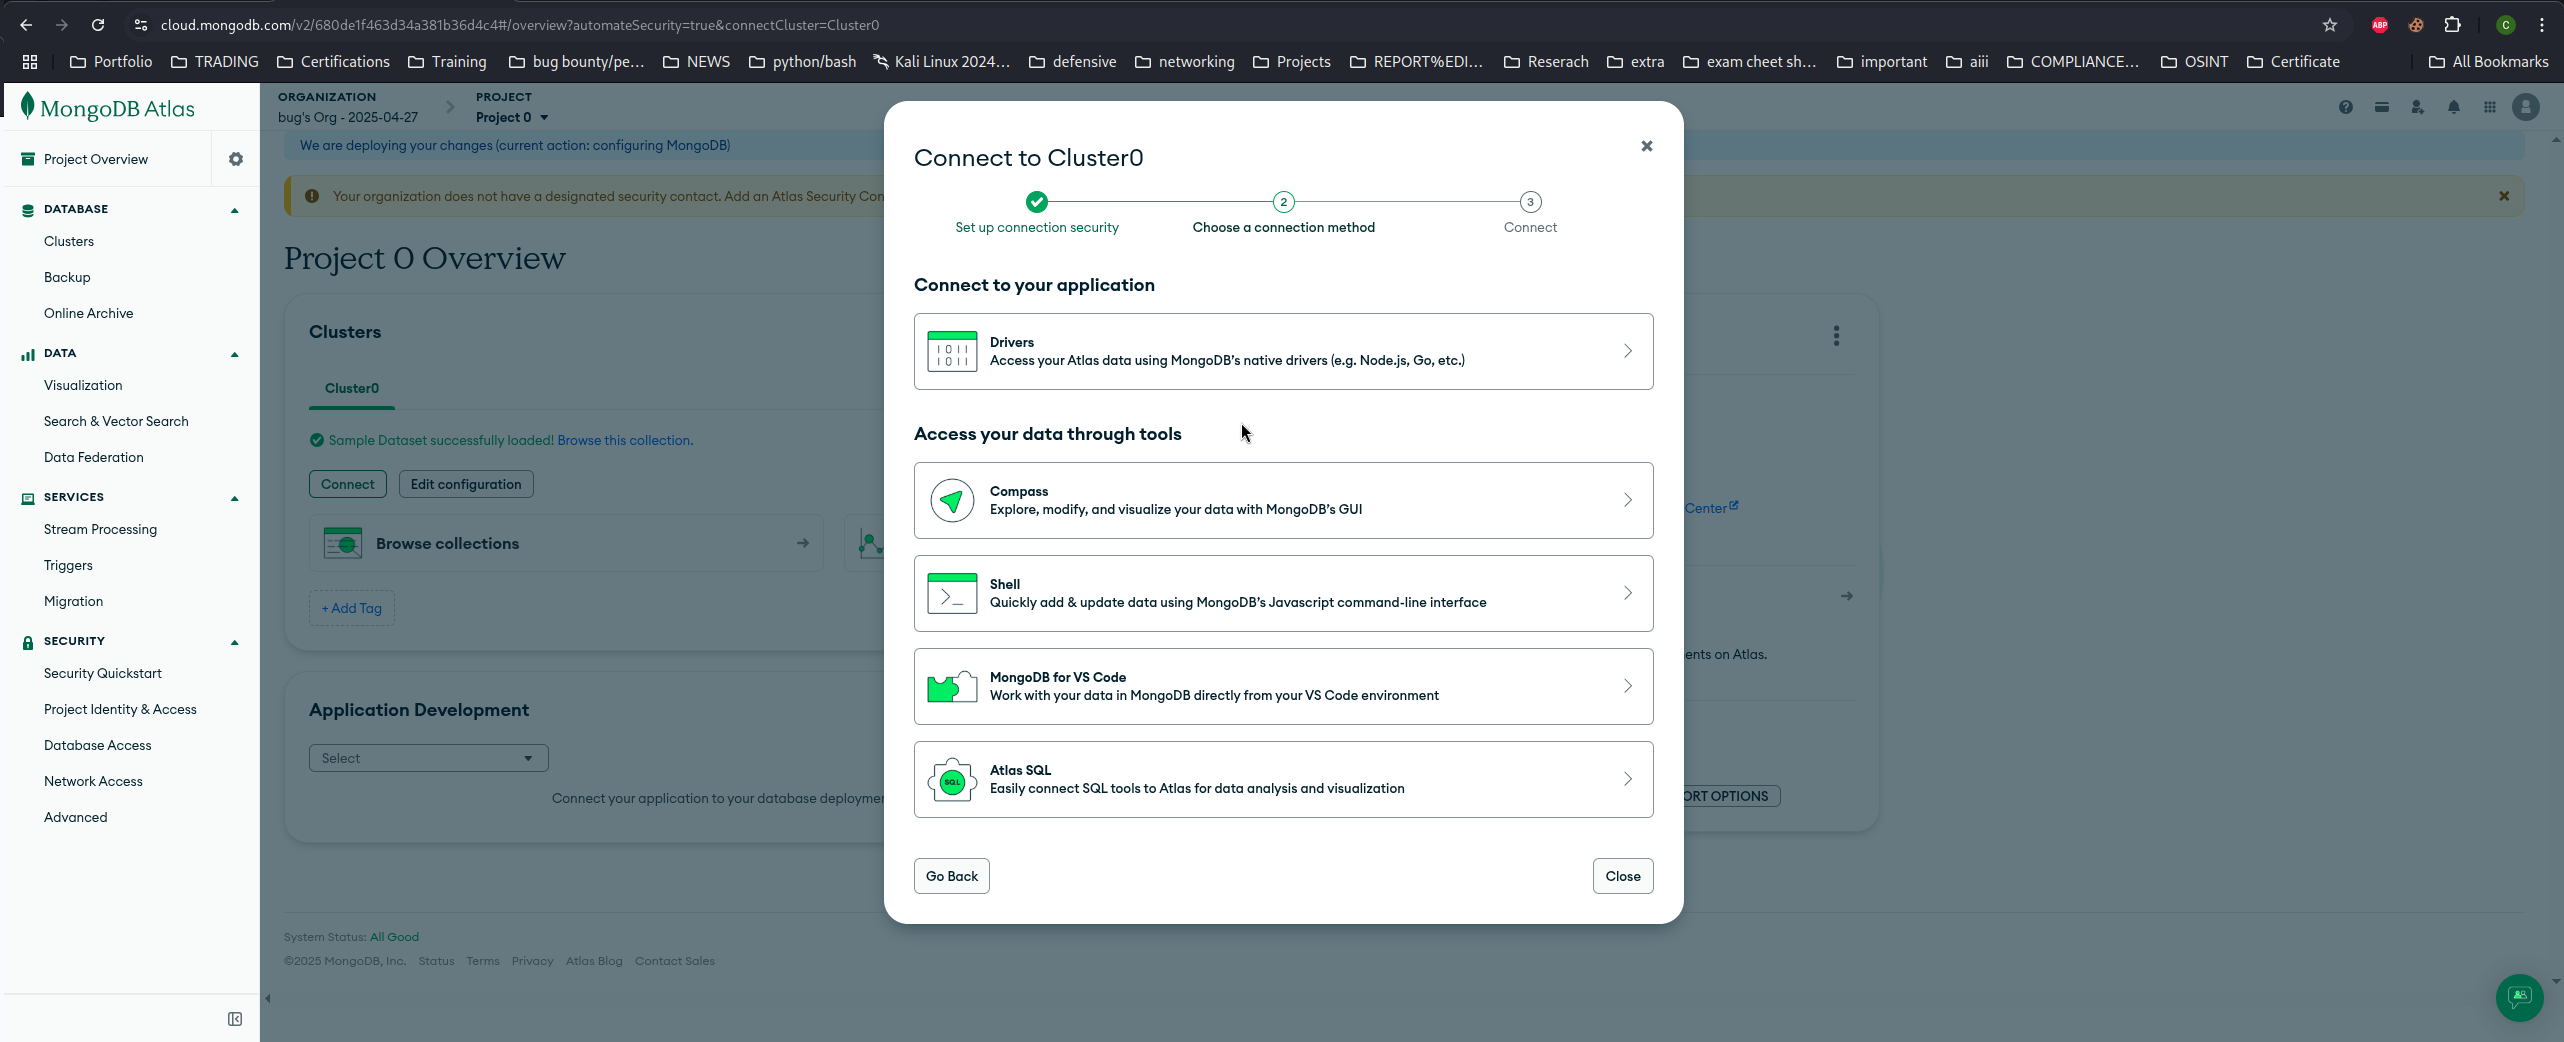 cloud.mongodb.com/v2/680de1f463d34a381b36d4c4#/overview?automateSecurity=true&connectCluster=Cluster0
ABP
C
Portfolio TRADING Certifications Training bug bounty/pe... NEWS python/bash Kali Linux 2024... defensive networking Projects REPORT%EDI... Reserach extra exam cheet sh... important aiii COMPLIANCE... OSINT Certificate All Bookmarks
MongoDB Atlas
ORGANIZATION
bug's Org - 2025-04-27
PROJECT
Project 0
Project Overview
DATABASE
Clusters
Backup
Online Archive
DATA
Visualization
Search & Vector Search
Data Federation
SERVICES
Stream Processing
Triggers
Migration
SECURITY
Security Quickstart
Project Identity & Access
Database Access
Network Access
Advanced
We are deploying your changes (current action: configuring MongoDB)
Your organization does not have a designated security contact. Add an Atlas Security Con
Project 0 Overview
Clusters
Cluster0
Sample Dataset successfully loaded! Browse this collection.
Connect
Edit configuration
Browse collections
+ Add Tag
Application Development
Select
Connect your application to your database deployme
System Status: All Good
©2025 MongoDB, Inc. Status Terms Privacy Atlas Blog Contact Sales
Connect to Cluster0
2
3
Set up connection security
Choose a connection method
Connect
Connect to your application
Drivers
Access your Atlas data using MongoDB's native drivers (e.g. Node.js, Go, etc.)
Access your data through tools
Compass
Explore, modify, and visualize your data with MongoDB's GUI
Shell
Quickly add & update data using MongoDB's Javascript command-line interface
MongoDB for VS Code
Work with your data in MongoDB directly from your VS Code environment
SQL
Atlas SQL
Easily connect SQL tools to Atlas for data analysis and visualization
Go Back
Close
Center
ents on Atlas.
ORT OPTIONS